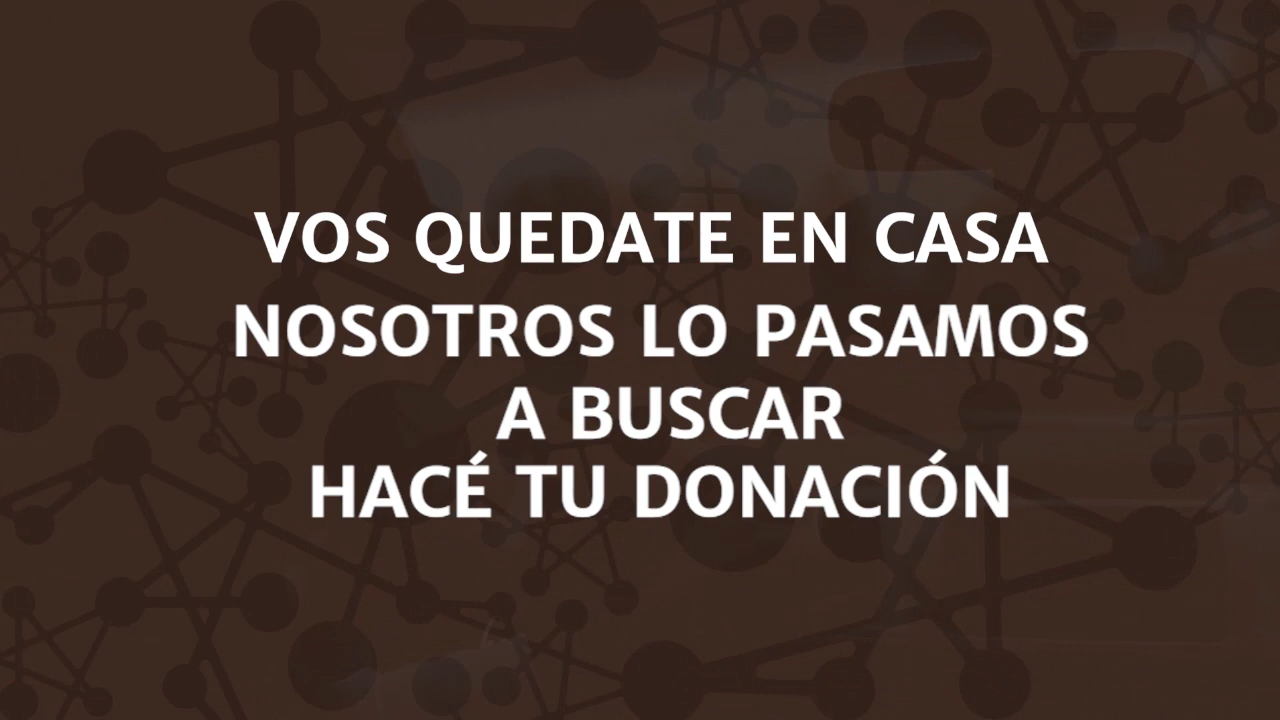 VOS QUEDATE EN CASA
NOSOTROS LO PASAMOS
A BUSCAR
HACÉ TU DONACIÓN